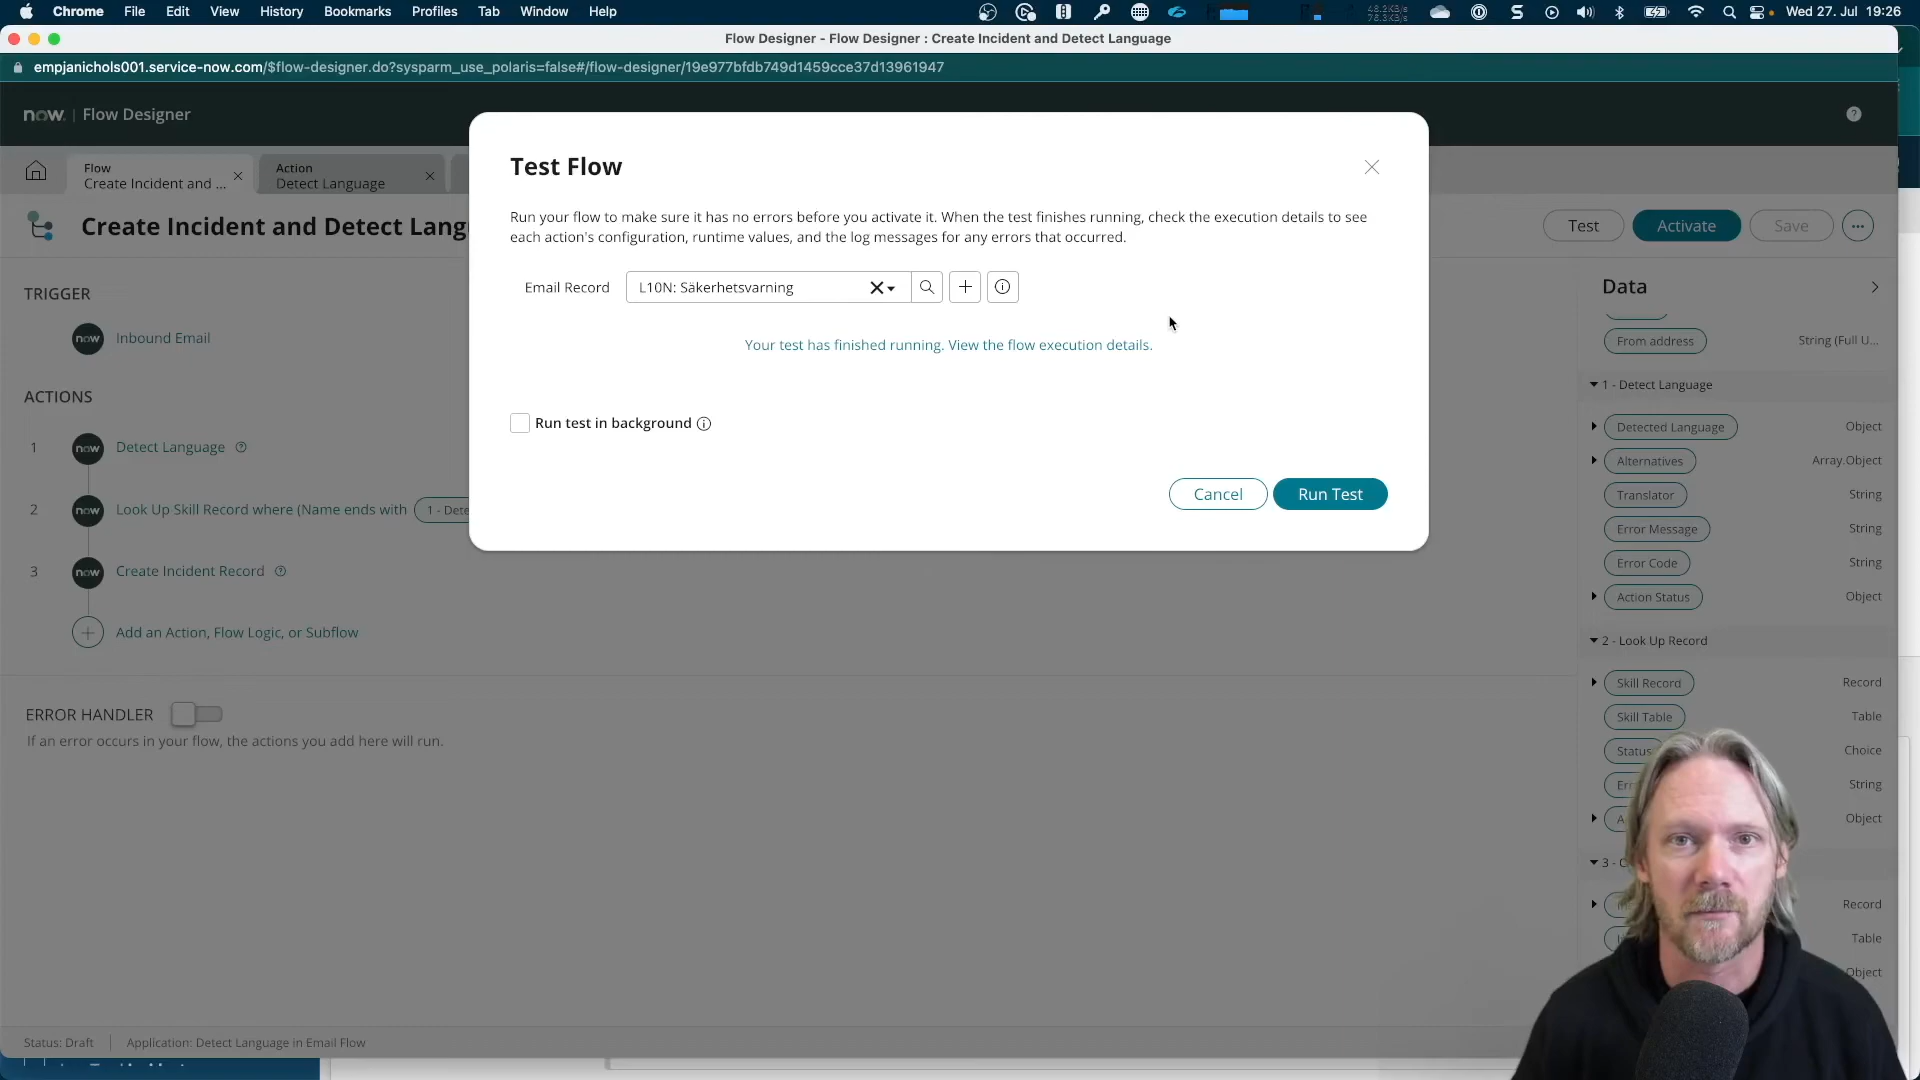 Chrome File Edit View History Bookmarks Profiles Tab Window Help Wed 27. Jul 19:26
Flow Designer - Flow Designer : Create Incident and Detect Language
empjanichols001.service-now.com/$flow-designer.do?sysparm_use_polaris=false#/flow-designer/19e977bfdb749d1459cce37d13961947
now. | Flow Designer
Flow
Create Incident and ...
Action
Detect Language
Create Incident and Detect Lang
Test Activate Save
TRIGGER
now Inbound Email
ACTIONS
1 now Detect Language
2 now Look Up Skill Record where (Name ends with 1 - Dete
3 now Create Incident Record
Add an Action, Flow Logic, or Subflow
ERROR HANDLER
If an error occurs in your flow, the actions you add here will run.
Status: Draft Application: Detect Language in Email Flow
Test Flow
Run your flow to make sure it has no errors before you activate it. When the test finishes running, check the execution details to see
each action's configuration, runtime values, and the log messages for any errors that occurred.
Email Record L10N: Säkerhetsvarning
Your test has finished running. View the flow execution details.
Run test in background
Cancel Run Test
Data
From address String (Full U...
1 - Detect Language
Detected Language Object
Alternatives Array.Object
Translator String
Error Message String
Error Code String
Action Status Object
2 - Look Up Record
Skill Record Record
Skill Table Table
Status Choice
Err String
A Object
3 - C
Record
Table
Object